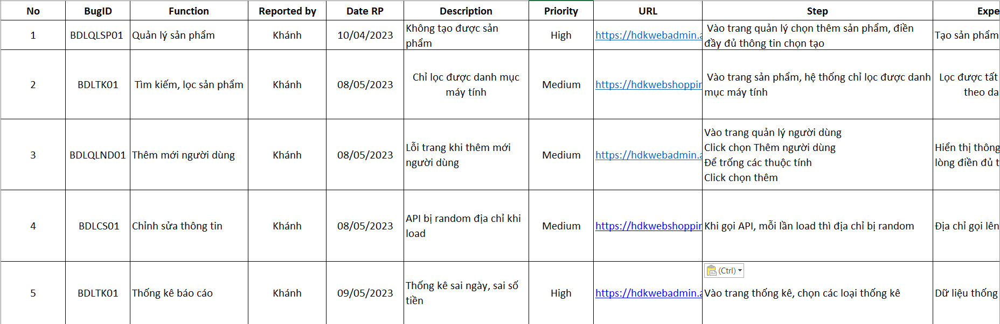 No BugID Function Reported by Date RP Description Priority URL Step Expe
1 BDLQLSP01 Quản lý sản phẩm Khánh 10/04/2023 Không tạo được sản phẩm High https://hdkwebadmin.a Vào trang quản lý chọn thêm sản phẩm, điền đầy đủ thông tin chọn tạo Tạo sản phẩm
2 BDLTK01 Tìm kiếm, lọc sản phẩm Khánh 08/05/2023 Chỉ lọc được danh mục máy tính Medium https://hdkwebshoppin Vào trang sản phẩm, hệ thống chỉ lọc được danh mục máy tính Lọc được tất theo da
3 BDLQLND01 Thêm mới người dùng Khánh 08/05/2023 Lỗi trang khi thêm mới người dùng Medium https://hdkwebadmin.a Vào trang quản lý người dùng
Click chọn Thêm người dùng
Để trống các thuộc tính
Click chọn thêm
Hiển thị thông
lòng điền đủ t
4 BDLCS01 Chỉnh sửa thông tin Khánh 08/05/2023 API bị random địa chỉ khi load Medium https://hdkwebshoppin Khi gọi API, mỗi lần load thì địa chỉ bị random Địa chỉ gọi lên
(Ctrl)
5 BDLTK01 Thống kê báo cáo Khánh 09/05/2023 Thống kê sai ngày, sai số tiền High https://hdkwebadmin.a Vào trang thống kê, chọn các loại thống kê Dữ liệu thống